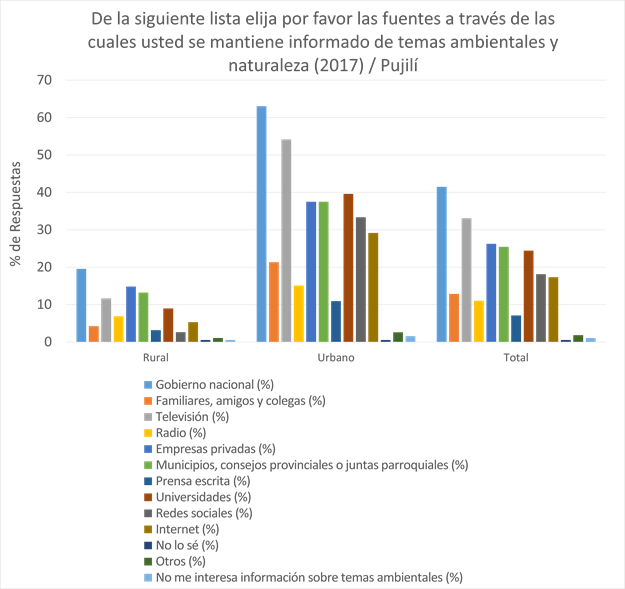 De la siguiente lista elija por favor las fuentes a través de las
cuales usted se mantiene informado de temas ambientales y
naturaleza (2017) / Pujilí
70
60
50
40
30
20
10
0
% de Respuestas
Rural
Urbano
Total
Gobierno nacional (%)
Familiares, amigos y colegas (%)
Televisión (%)
Radio (%)
Empresas privadas (%)
Municipios, consejos provinciales o juntas parroquiales (%)
Prensa escrita (%)
Universidades (%)
Redes sociales (%)
Internet (%)
No lo sé (%)
Otros (%)
No me interesa información sobre temas ambientales (%)